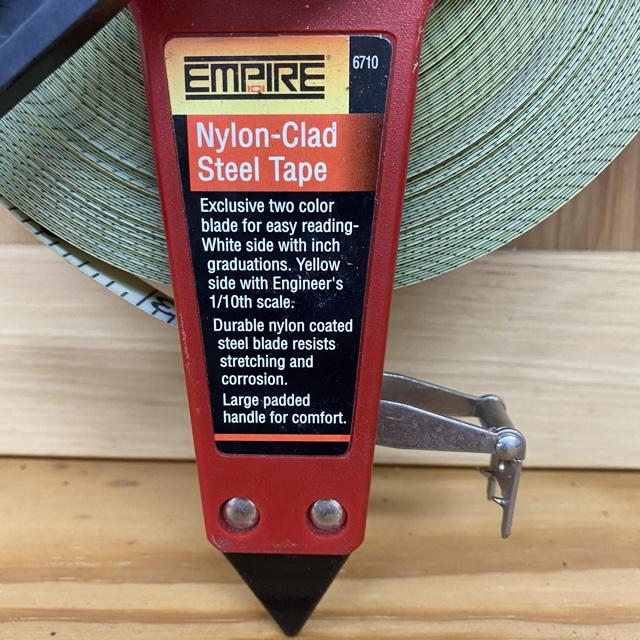 EMPIRE
6710
Nylon-Clad
Steel Tape
Exclusive two color
blade for easy reading-
White side with inch
graduations. Yellow
side with Engineer's
1/10th scale.
Durable nylon coated
steel blade resists
stretching and
corrosion.
Large padded
handle for comfort.